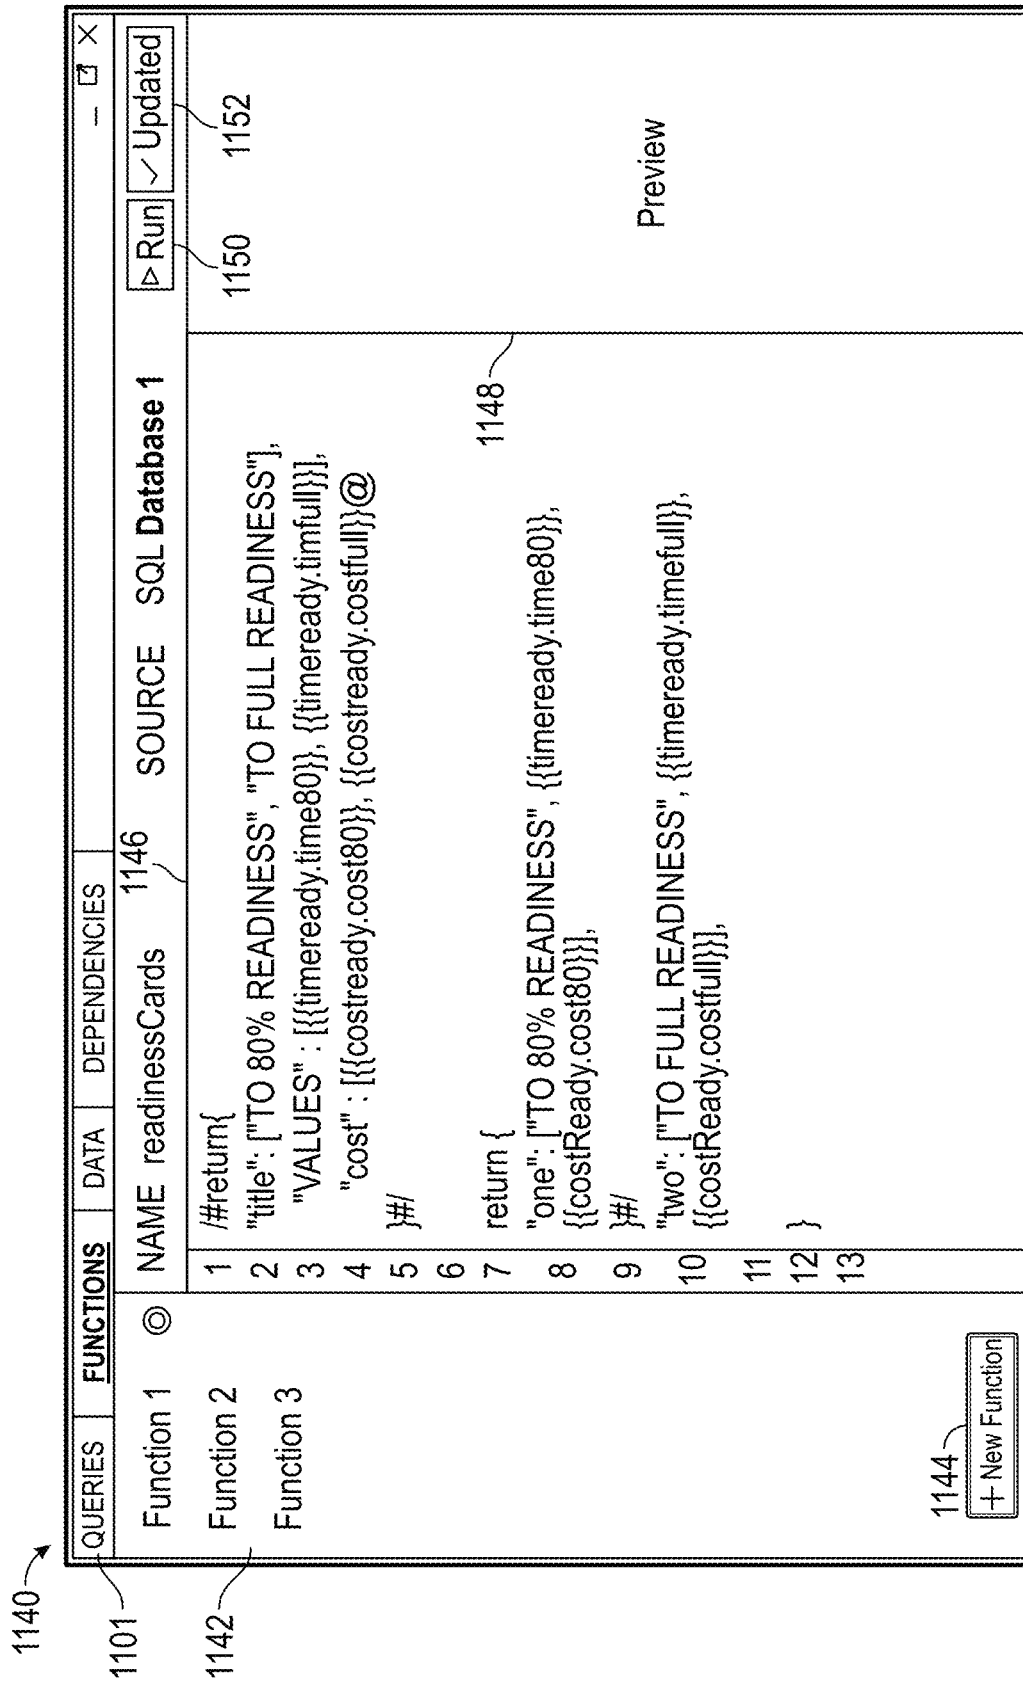 1140
1101
QUERIES FUNCTIONS DATA DEPENDENCIES
NAME readinessCards SOURCE SQL Database 1 Run Updated
1146
1150
1152
1142
Function 1
Function 2
Function 3
1 /#return{
2 "title": ["TO 80% READINESS", "TO FULL READINESS"],
3 "VALUES" : [{{timeready.time80}}, {{timeready.timfull}}],
4 "cost" : [{{costready.cost80}}, {{costready.costfull}}@
5 }#/
6
7 return {
8 "one": ["TO 80% READINESS", {{timeready.time80}},
{{costReady.cost80}}],
9 }#/
10 "two": ["TO FULL READINESS", {{timeready.timefull}},
{{costReady.costfull}}],
11
12 }
13
1148
Preview
1144
+ New Function